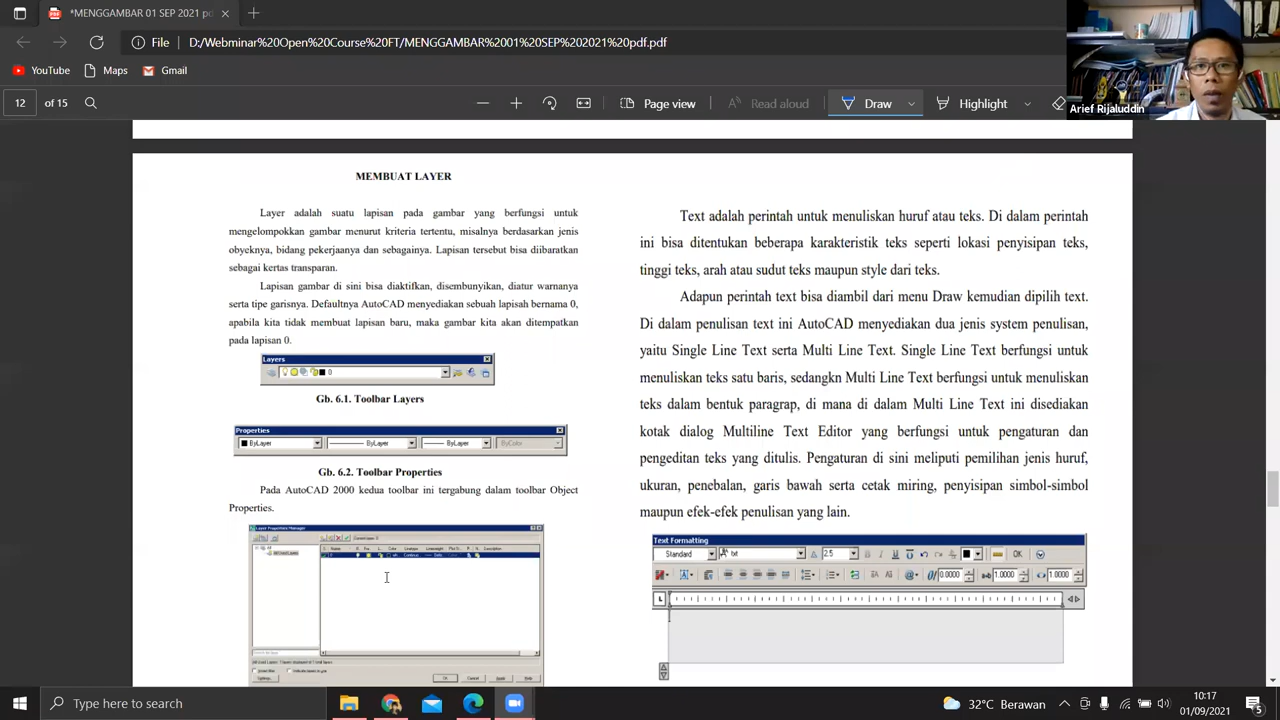 *MENGGAMBAR 01 SEP 2021 pd
File
D:/Webminar%20Open%20Course%20FT/MENGGAMBAR%2001%20SEP%202021%20pdf.pdf
YouTube
Maps
Gmail
12 of 15
Page view
Read aloud
Draw
Highlight
Arief Rijaluddin
MEMBUAT LAYER
Layer adalah suatu lapisan pada gambar yang berfungsi untuk
mengelompokkan gambar menurut kriteria tertentu, misalnya berdasarkan jenis
obyeknya, bidang pekerjaanya dan sebagainya. Lapisan tersebut bisa diibaratkan
sebagai kertas transparan.
Lapisan gambar di sini bisa diaktifkan, disembunyikan, diatur warnanya
serta tipe garisnya. Defaultnya AutoCAD menyediakan sebuah lapisah bernama 0,
apabila kita tidak membuat lapisan baru, maka gambar kita akan ditempatkan
pada lapisan 0.
Layers
0
Gb. 6.1. Toolbar Layers
Properties
ByLayer
ByLayer
ByLayer
ByColor
Gb. 6.2. Toolbar Properties
Pada AutoCAD 2000 kedua toolbar ini tergabung dalam toolbar Object
Properties.
Layer Properties Manager
Text adalah perintah untuk menuliskan huruf atau teks. Di dalam perintah
ini bisa ditentukan beberapa karakteristik teks seperti lokasi penyisipan teks,
tinggi teks, arah atau sudut teks maupun style dari teks.
Adapun perintah text bisa diambil dari menu Draw kemudian dipilih text.
Di dalam penulisan text ini AutoCAD menyediakan dua jenis system penulisan,
yaitu Single Line Text serta Multi Line Text. Single Line Text berfungsi untuk
menuliskan teks satu baris, sedangkn Multi Line Text berfungsi untuk menuliskan
teks dalam bentuk paragrap, di mana di dalam Multi Line Text ini disediakan
kotak dialog Multiline Text Editor yang berfungsi untuk pengaturan dan
pengeditan teks yang ditulis. Pengaturan di sini meliputi pemilihan jenis huruf,
ukuran, penebalan, garis bawah serta cetak miring, penyisipan simbol-simbol
maupun efek-efek penulisan yang lain.
Text Formatting
Standard
txt
2.5
B I U
OK
0.0000
1.0000
1.0000
Type here to search
32°C Berawan
10:17
01/09/2021
5